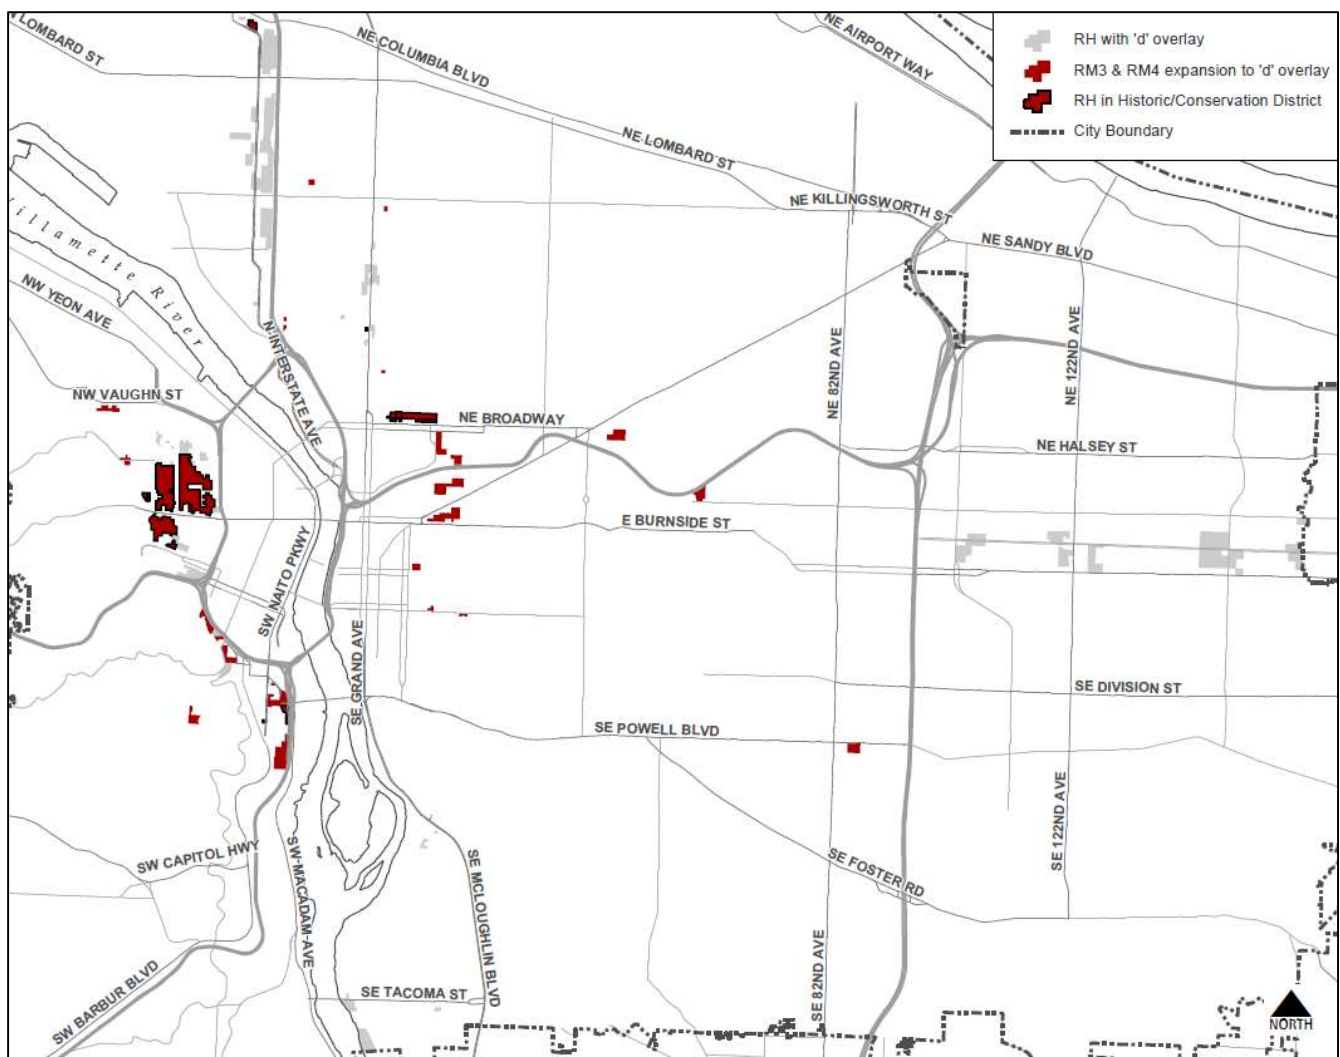 W LOMBARD ST
NE COLUMBIA BLVD
NE AIRPORT WAY
RH with 'd' overlay
RM3 & RM4 expansion to 'd' overlay
RH in Historic/Conservation District
City Boundary
NE LOMBARD ST
NE KILLINGSWORTH ST
NE SANDY BLVD
illamette River
NW YEON AVE
N INTERSTATE AVE
NE 82ND AVE
NE 122ND AVE
NW VAUGHN ST
NE BROADWAY
NE HALSEY ST
E BURNSIDE ST
SW NAITO PKWY
SE GRAND AVE
SE DIVISION ST
SE POWELL BLVD
SE 122ND AVE
SW CAPITOL HWY
SW MACADAM AVE
SE MCLOUGHLIN BLVD
SE FOSTER RD
SE 82ND AVE
SW BARBUR BLVD
SE TACOMA ST
NORTH